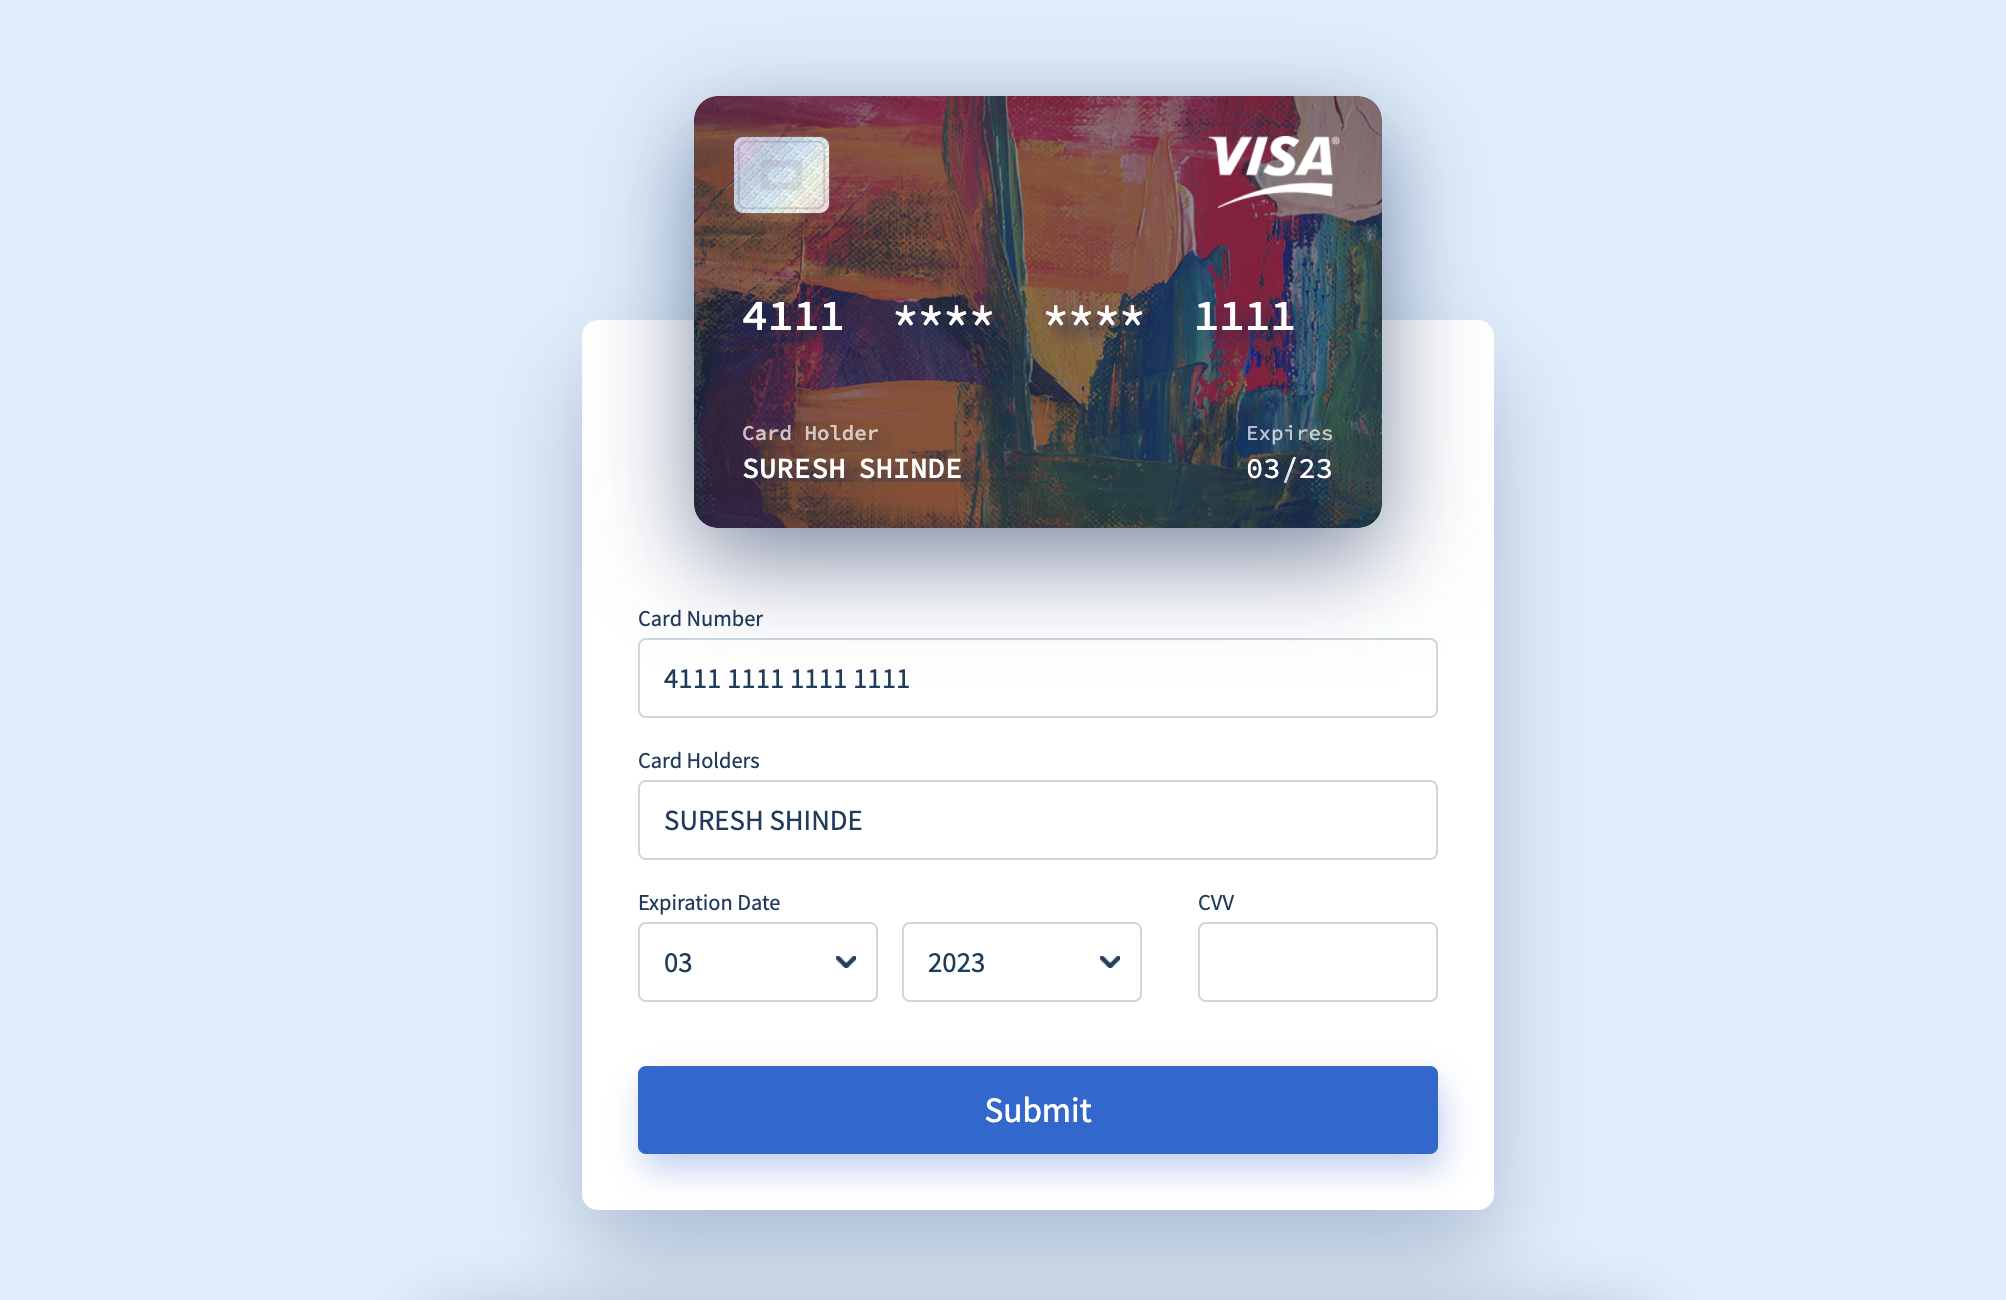 VISA®
4111 **** **** 1111
Card Holder Expires
SURESH SHINDE 03/23
Card Number
4111 1111 1111 1111
Card Holders
SURESH SHINDE
Expiration Date CVV
03 2023
Submit